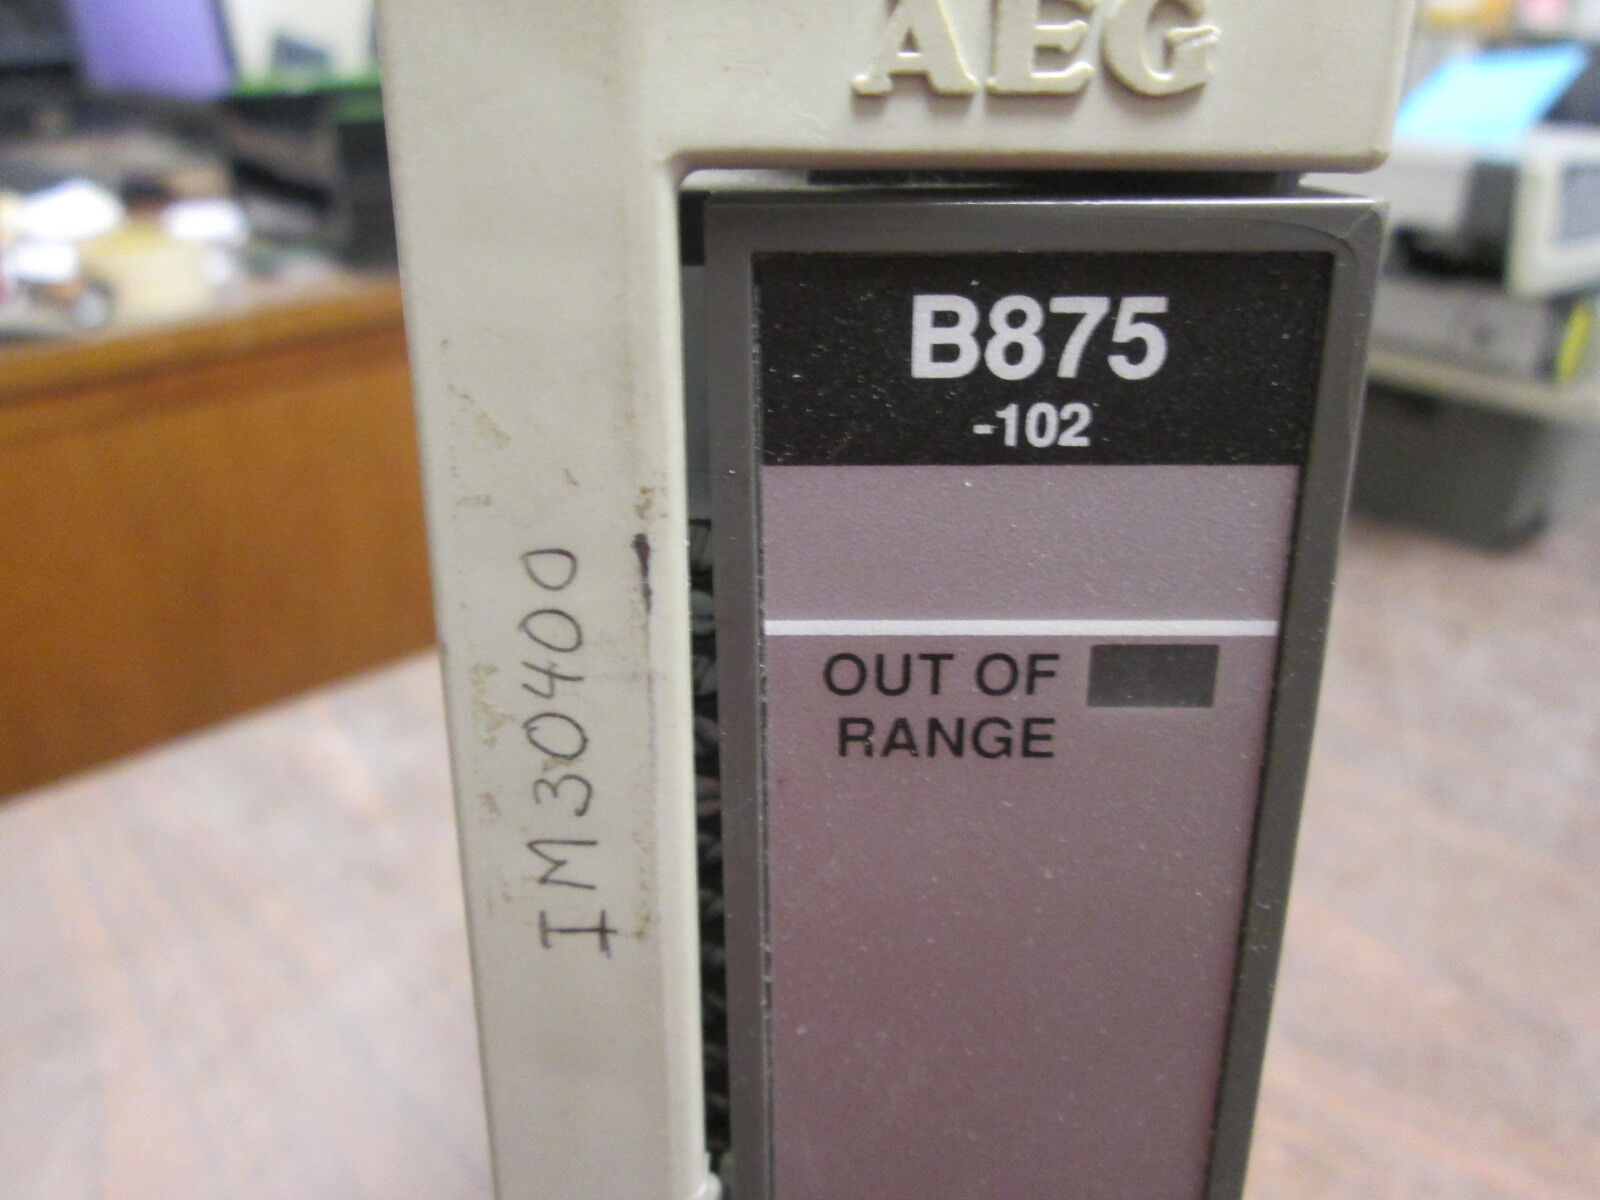 AEG
B875
-102
OUT OF
RANGE
IM30400